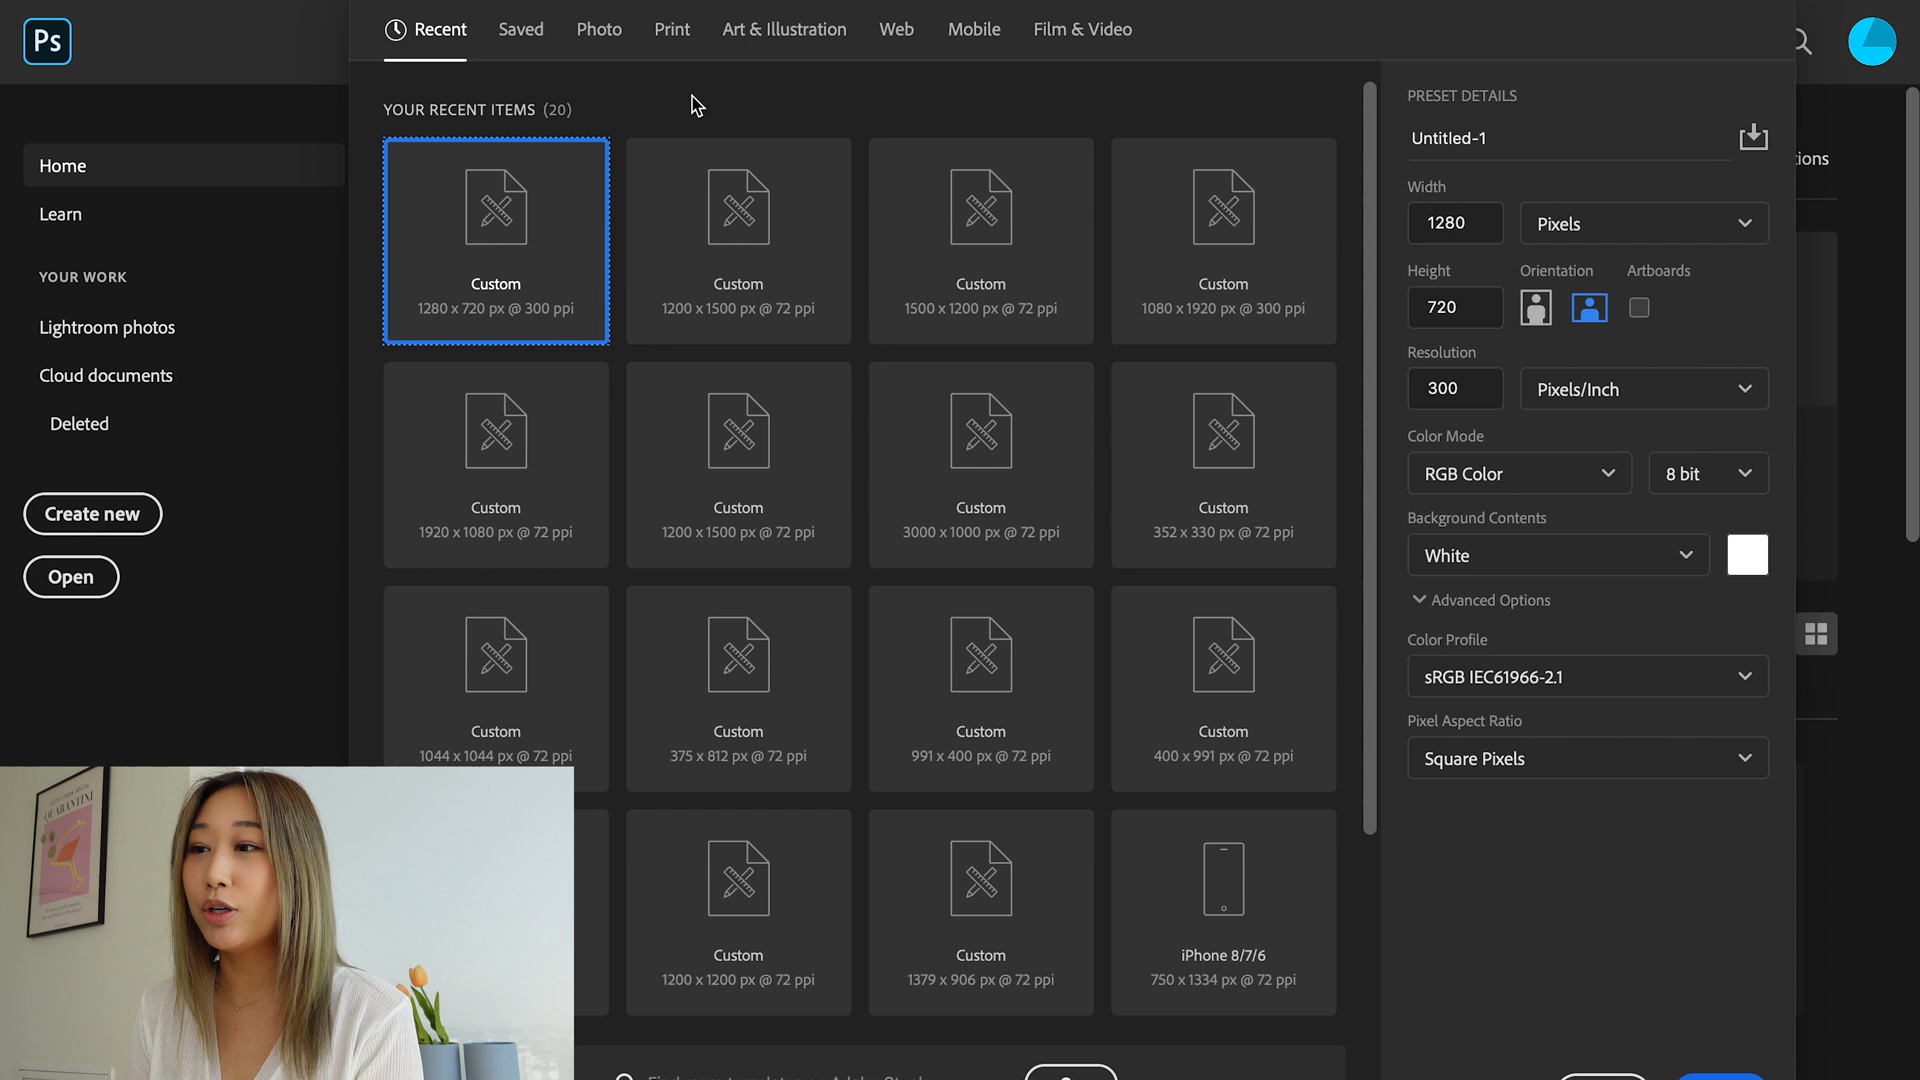 Ps
Recent
Saved
Photo
Print
Art & Illustration
Web
Mobile
Film & Video
Home
Learn
YOUR WORK
Lightroom photos
Cloud documents
Deleted
Create new
Open
YOUR RECENT ITEMS (20)
Custom
1280 x 720 px @ 300 ppi
Custom
1200 x 1500 px @ 72 ppi
Custom
1500 x 1200 px @ 72 ppi
Custom
1080 x 1920 px @ 300 ppi
Custom
1920 x 1080 px @ 72 ppi
Custom
1200 x 1500 px @ 72 ppi
Custom
3000 x 1000 px @ 72 ppi
Custom
352 x 330 px @ 72 ppi
Custom
1044 x 1044 px @ 72 ppi
Custom
375 x 812 px @ 72 ppi
Custom
991 x 400 px @ 72 ppi
Custom
400 x 991 px @ 72 ppi
Custom
1200 x 1200 px @ 72 ppi
Custom
1379 x 906 px @ 72 ppi
iPhone 8/7/6
750 x 1334 px @ 72 ppi
PRESET DETAILS
Untitled-1
Width
1280
Pixels
Height
Orientation
Artboards
720
Resolution
300
Pixels/Inch
Color Mode
RGB Color
8 bit
Background Contents
White
Advanced Options
Color Profile
sRGB IEC61966-2.1
Pixel Aspect Ratio
Square Pixels
tions
QUARANTINI